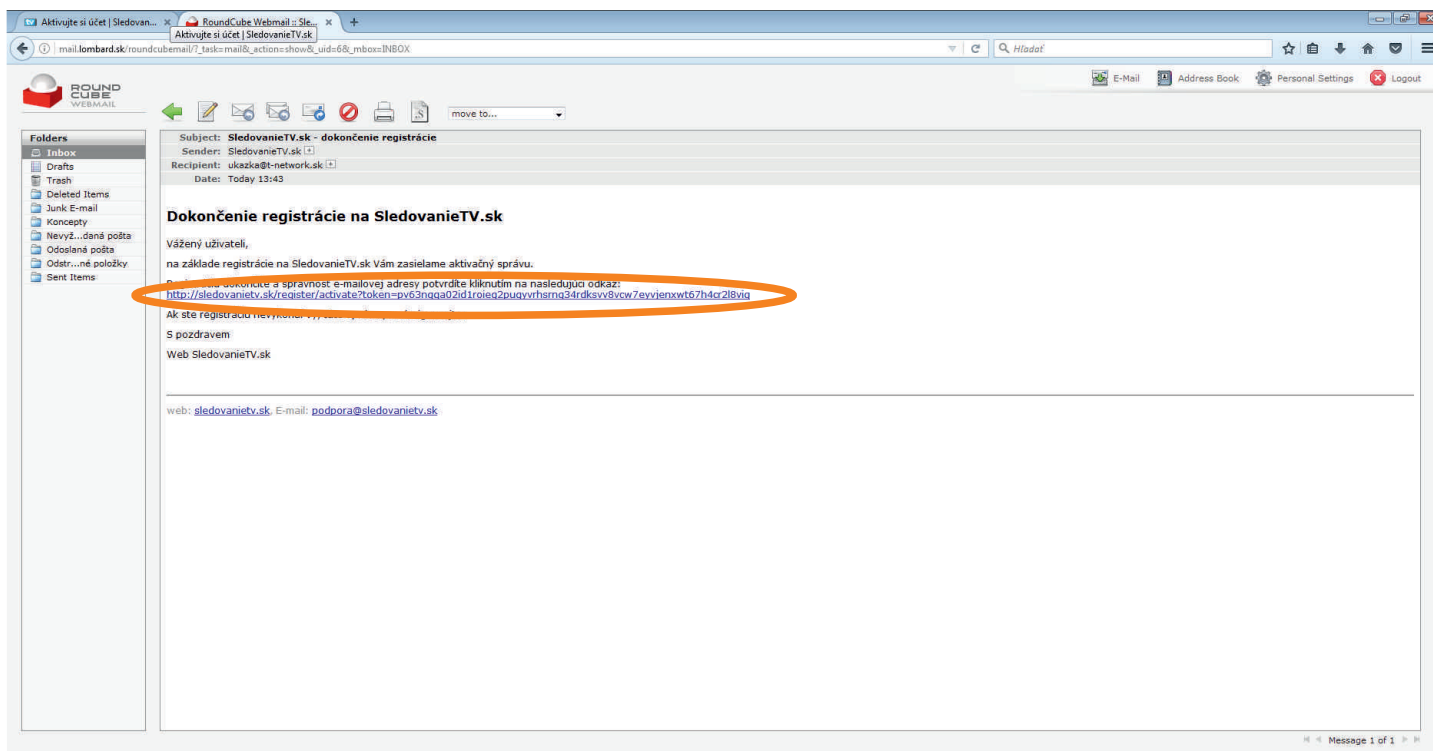 Aktivujte si účet | Sledovan...
RoundCube Webmail :: Sle...
Aktivujte si účet | SledovanieTV.sk
mail.lombard.sk/roundcubemail/?_task=mail&_action=show&_uid=6&_mbox=INBOX
Hľadať
ROUND
CUBE
WEBMAIL
E-Mail
Address Book
Personal Settings
Logout
move to...
Folders
Inbox
Drafts
Trash
Deleted Items
Junk E-mail
Koncepty
Nevyž...daná pošta
Odoslaná pošta
Odstr...né položky
Sent Items
Subject: SledovanieTV.sk - dokončenie registrácie
Sender: SledovanieTV.sk
Recipient: ukazka@t-network.sk
Date: Today 13:43
Dokončenie registrácie na SledovanieTV.sk
Vážený uživateli,
na základe registrácie na SledovanieTV.sk Vám zasielame aktivačný správu.
dokončite a správnost e-mailovej adresy potvrdíte kliknutím na nasledujúci odkaz:
http://sledovanietv.sk/register/activate?token=
Ak ste registráciu
S pozdravem
Web SledovanieTV.sk
web: sledovanietv.sk, E-mail: podpora@sledovanietv.sk
Message 1 of 1